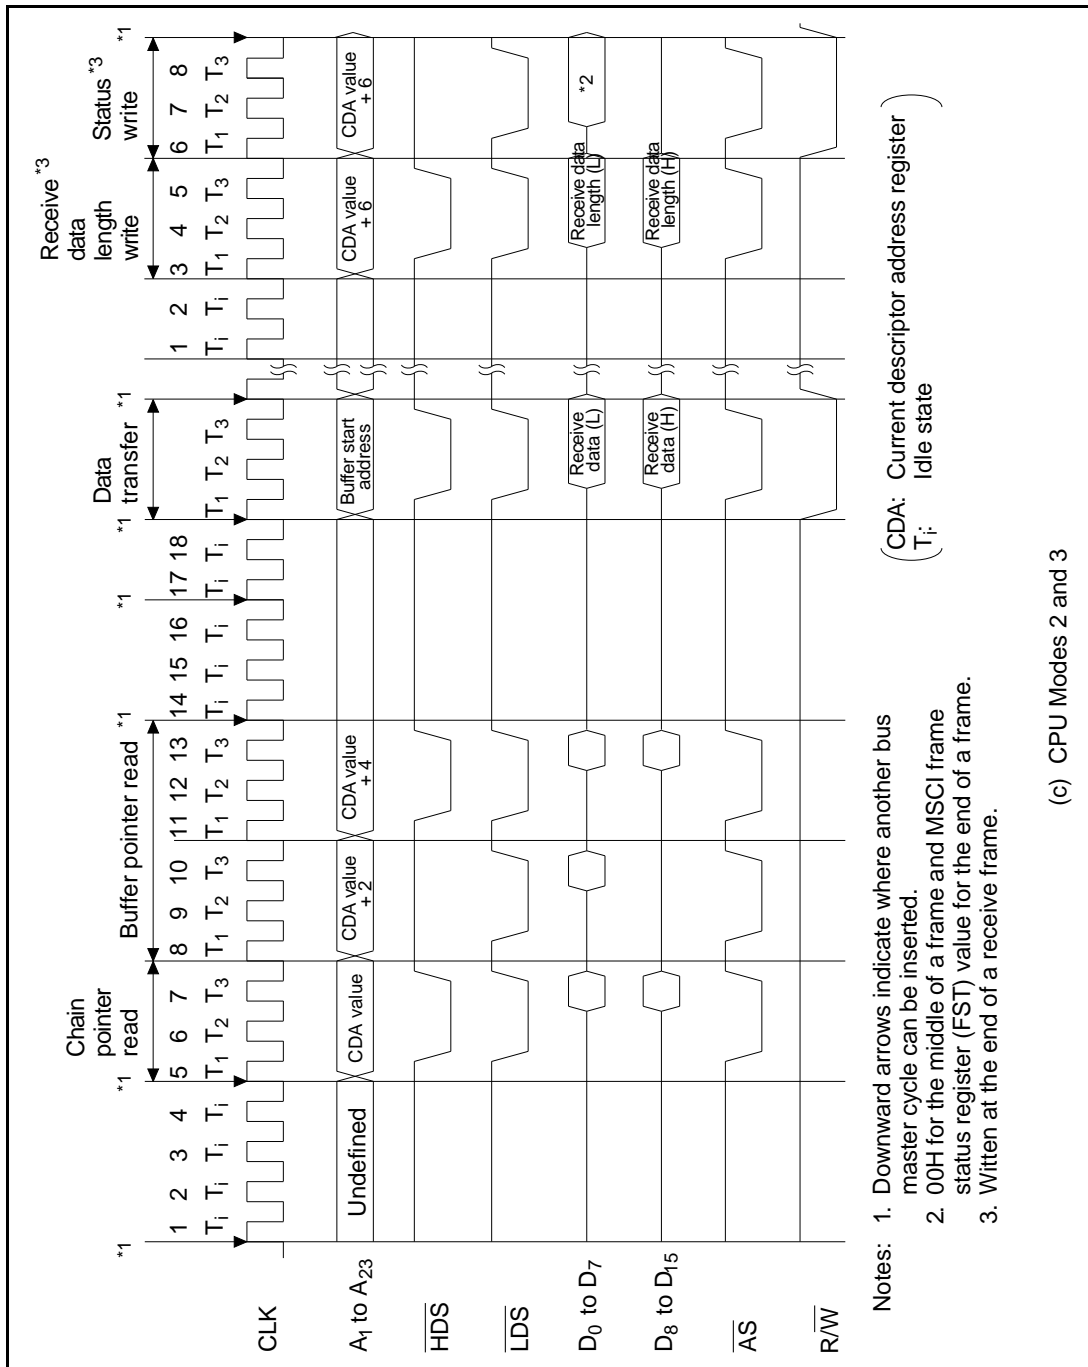 Chain
pointer
read
Buffer pointer read
Data
transfer
Receive*3
data
length
write
Status*3
write
*1 *1 *1 *1 *1 *1 *1
1 2 3 4 5 6 7 8 9 10 11 12 13 14 15 16 17 18 1 2 3 4 5 6 7 8
Ti Ti Ti Ti T1 T2 T3 T1 T2 T3 T1 T2 T3 Ti Ti Ti Ti Ti T1 T2 T3 Ti Ti T1 T2 T3 T1 T2 T3
CLK
A1 to A23
Undefined
CDA value
CDA value
+ 2
CDA value
+ 4
Buffer start
address
CDA value
+ 6
CDA value
+ 6
HDS
LDS
D0 to D7
Receive
data (L)
Receive data
length (L)
*2
D8 to D15
Receive
data (H)
Receive data
length (H)
AS
R/W
Notes: 1. Downward arrows indicate where another bus
master cycle can be inserted.
2. 00H for the middle of a frame and MSCI frame
status register (FST) value for the end of a frame.
3. Witten at the end of a receive frame.
CDA: Current descriptor address register
Ti: Idle state
(c) CPU Modes 2 and 3